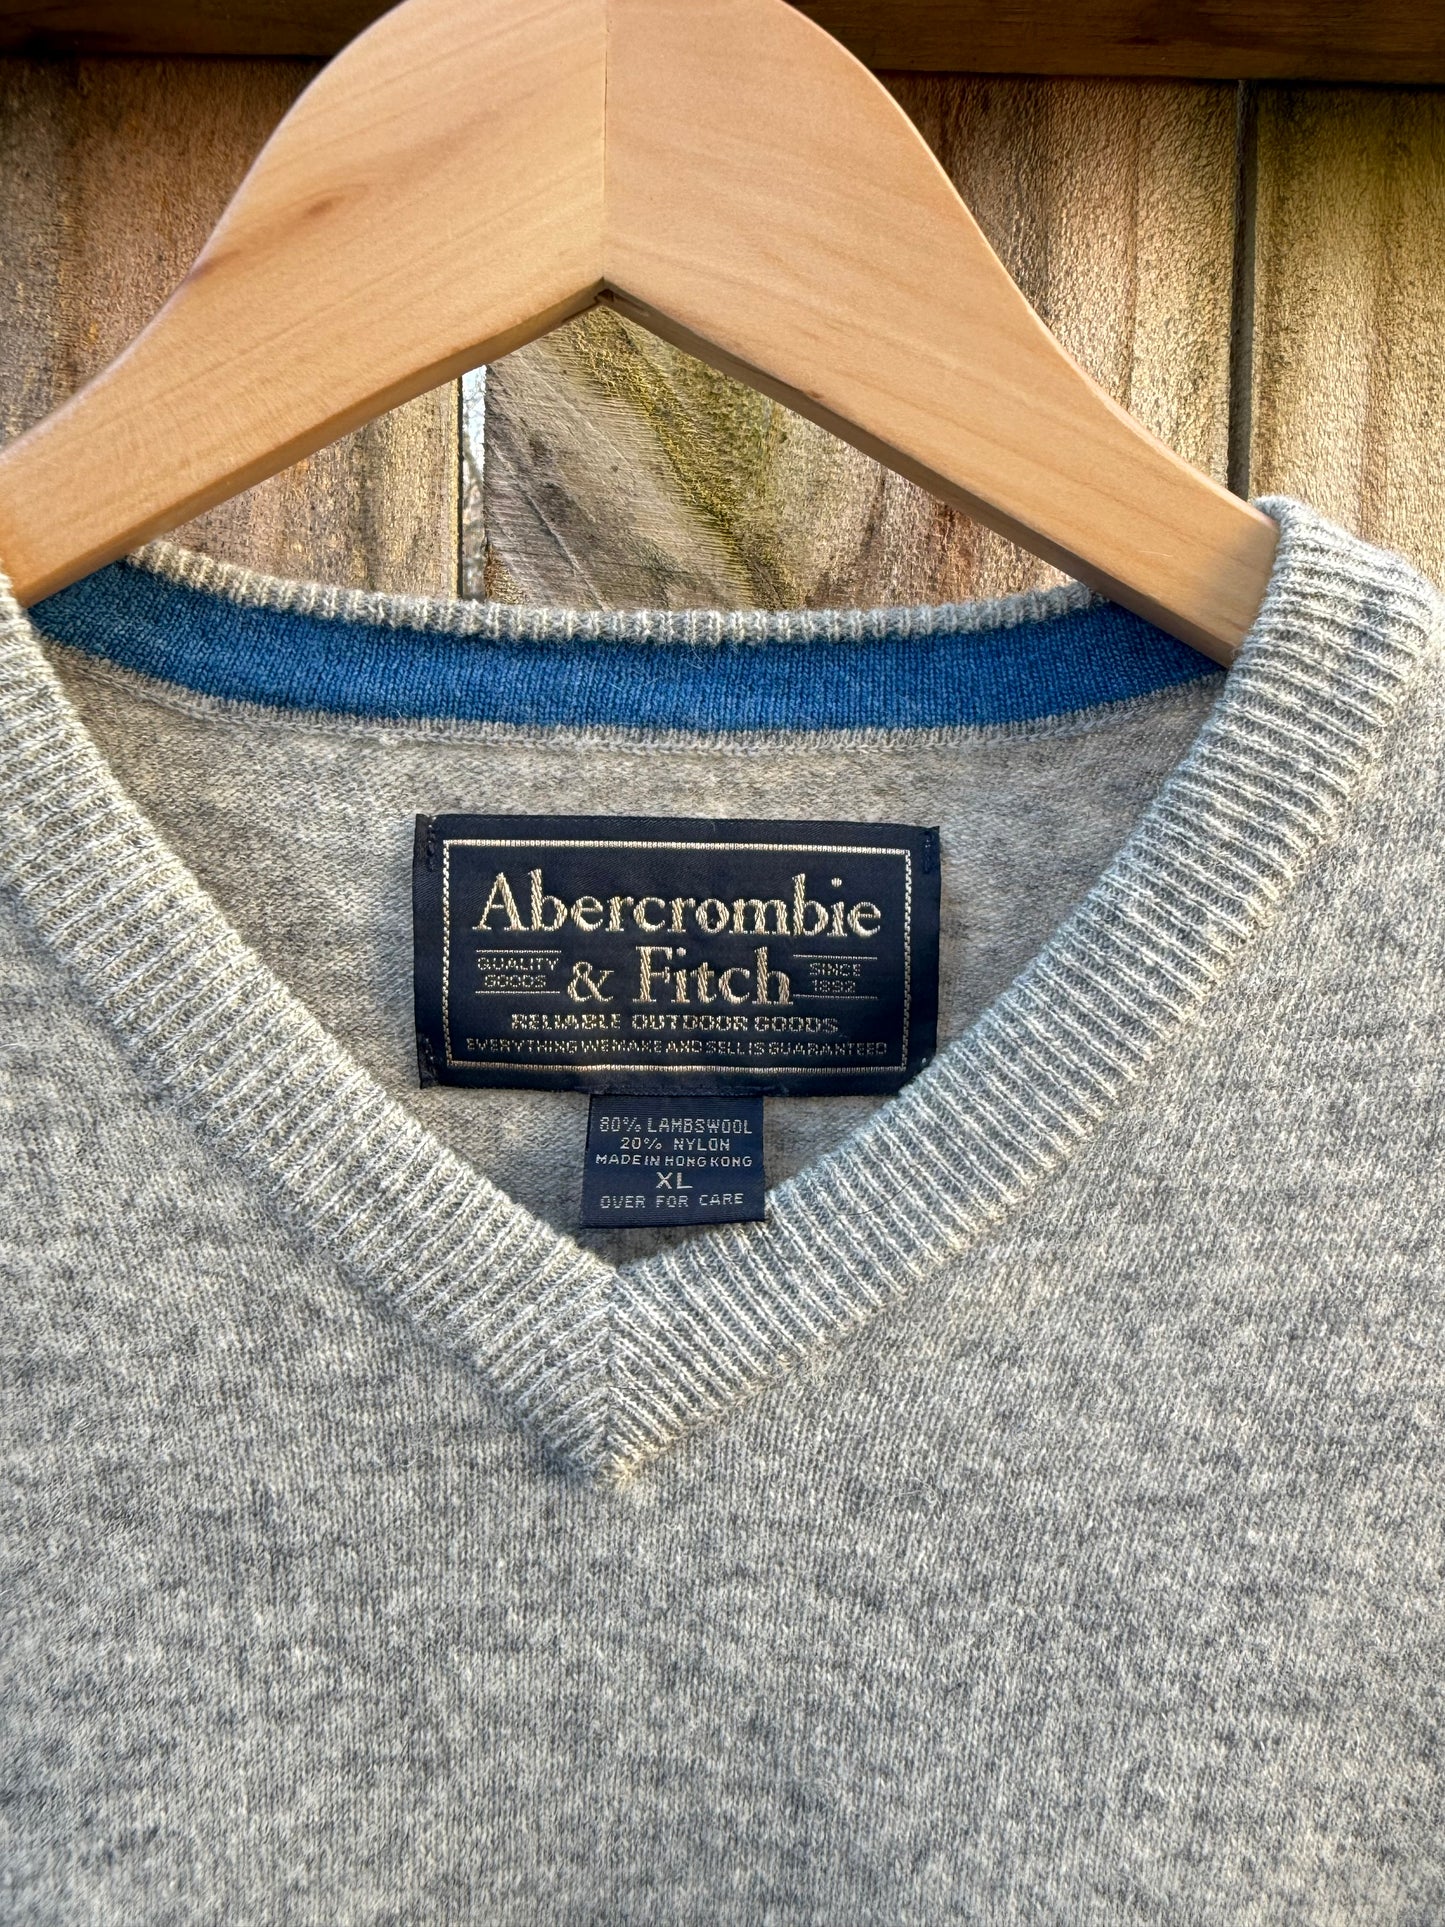 Abercrombie
QUALITY GOODS & Fitch SINCE 1892
RELIABLE OUTDOOR GOODS
EVERYTHING WE MAKE AND SELL IS GUARANTEED
80% LAMBSWOOL
20% NYLON
MADE IN HONG KONG
XL
OVER FOR CARE